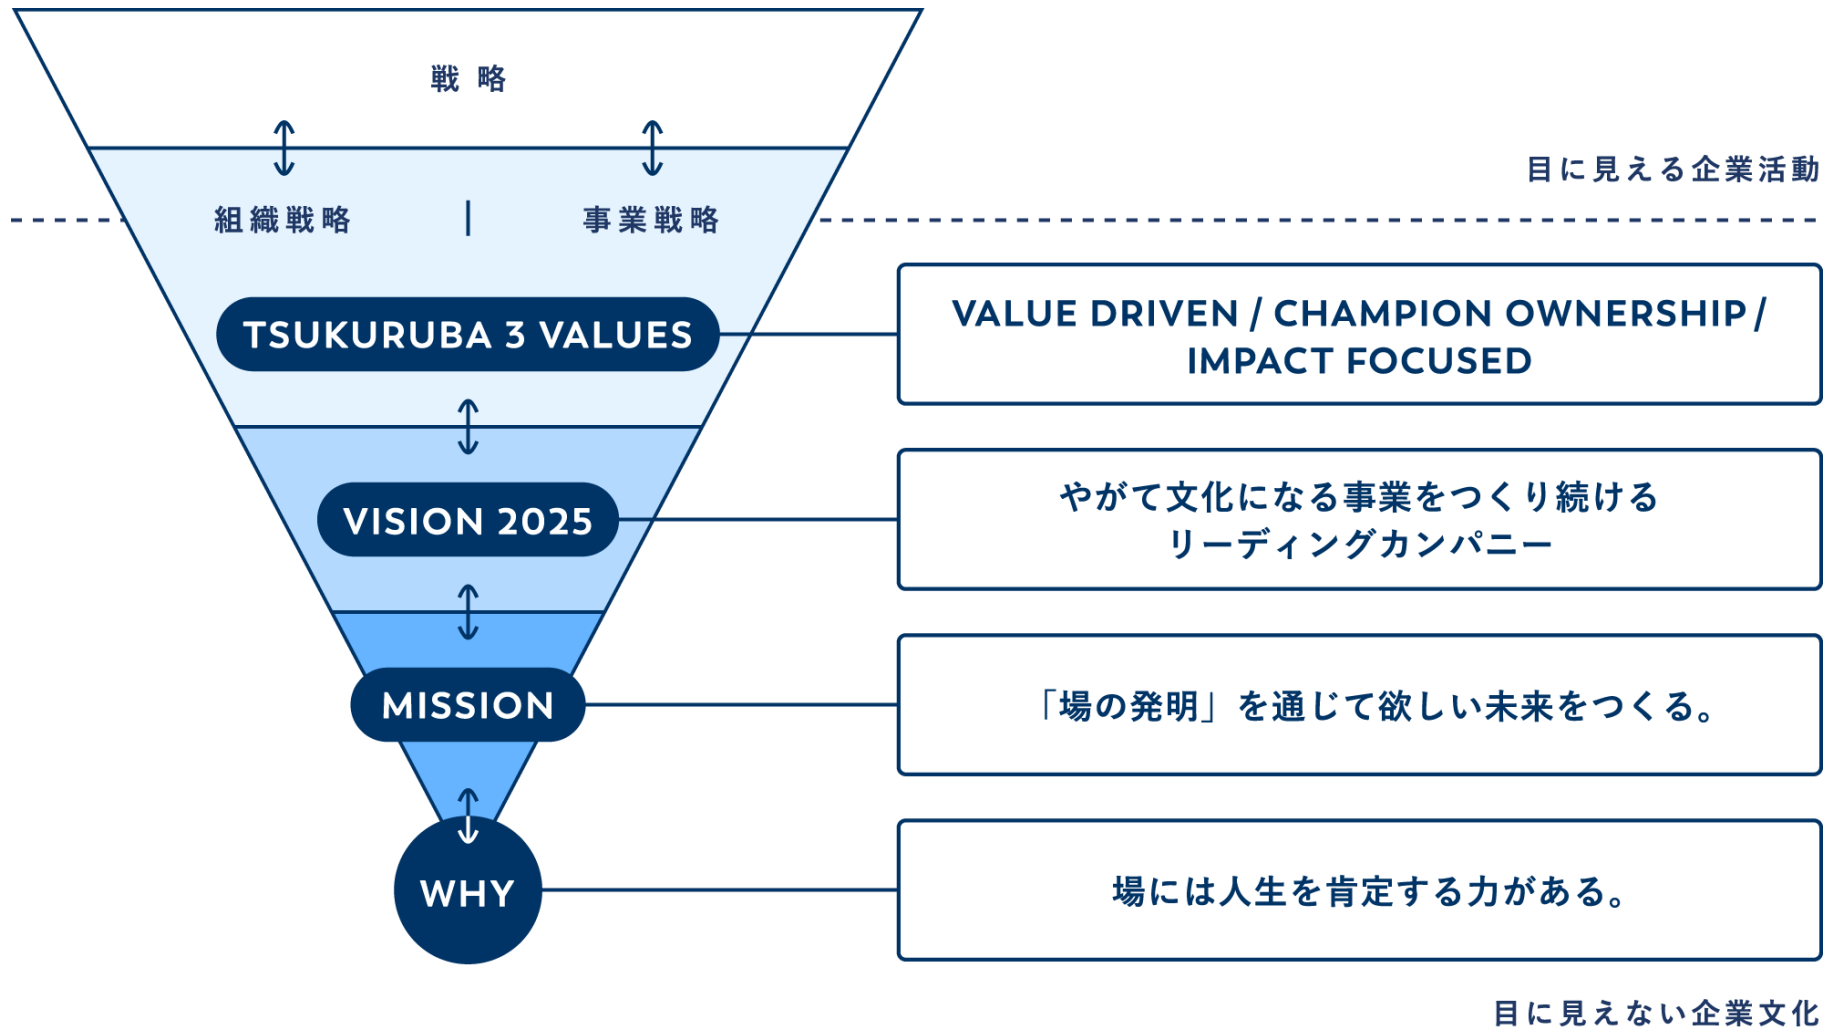 戦略
目に見える企業活動
組織戦略 | 事業戦略
TSUKURUBA 3 VALUES
VALUE DRIVEN / CHAMPION OWNERSHIP /
IMPACT FOCUSED
VISION 2025
やがて文化になる事業をつくり続ける
リーディングカンパニー
MISSION
「場の発明」を通じて欲しい未来をつくる。
WHY
場には人生を肯定する力がある。
目に見えない企業文化